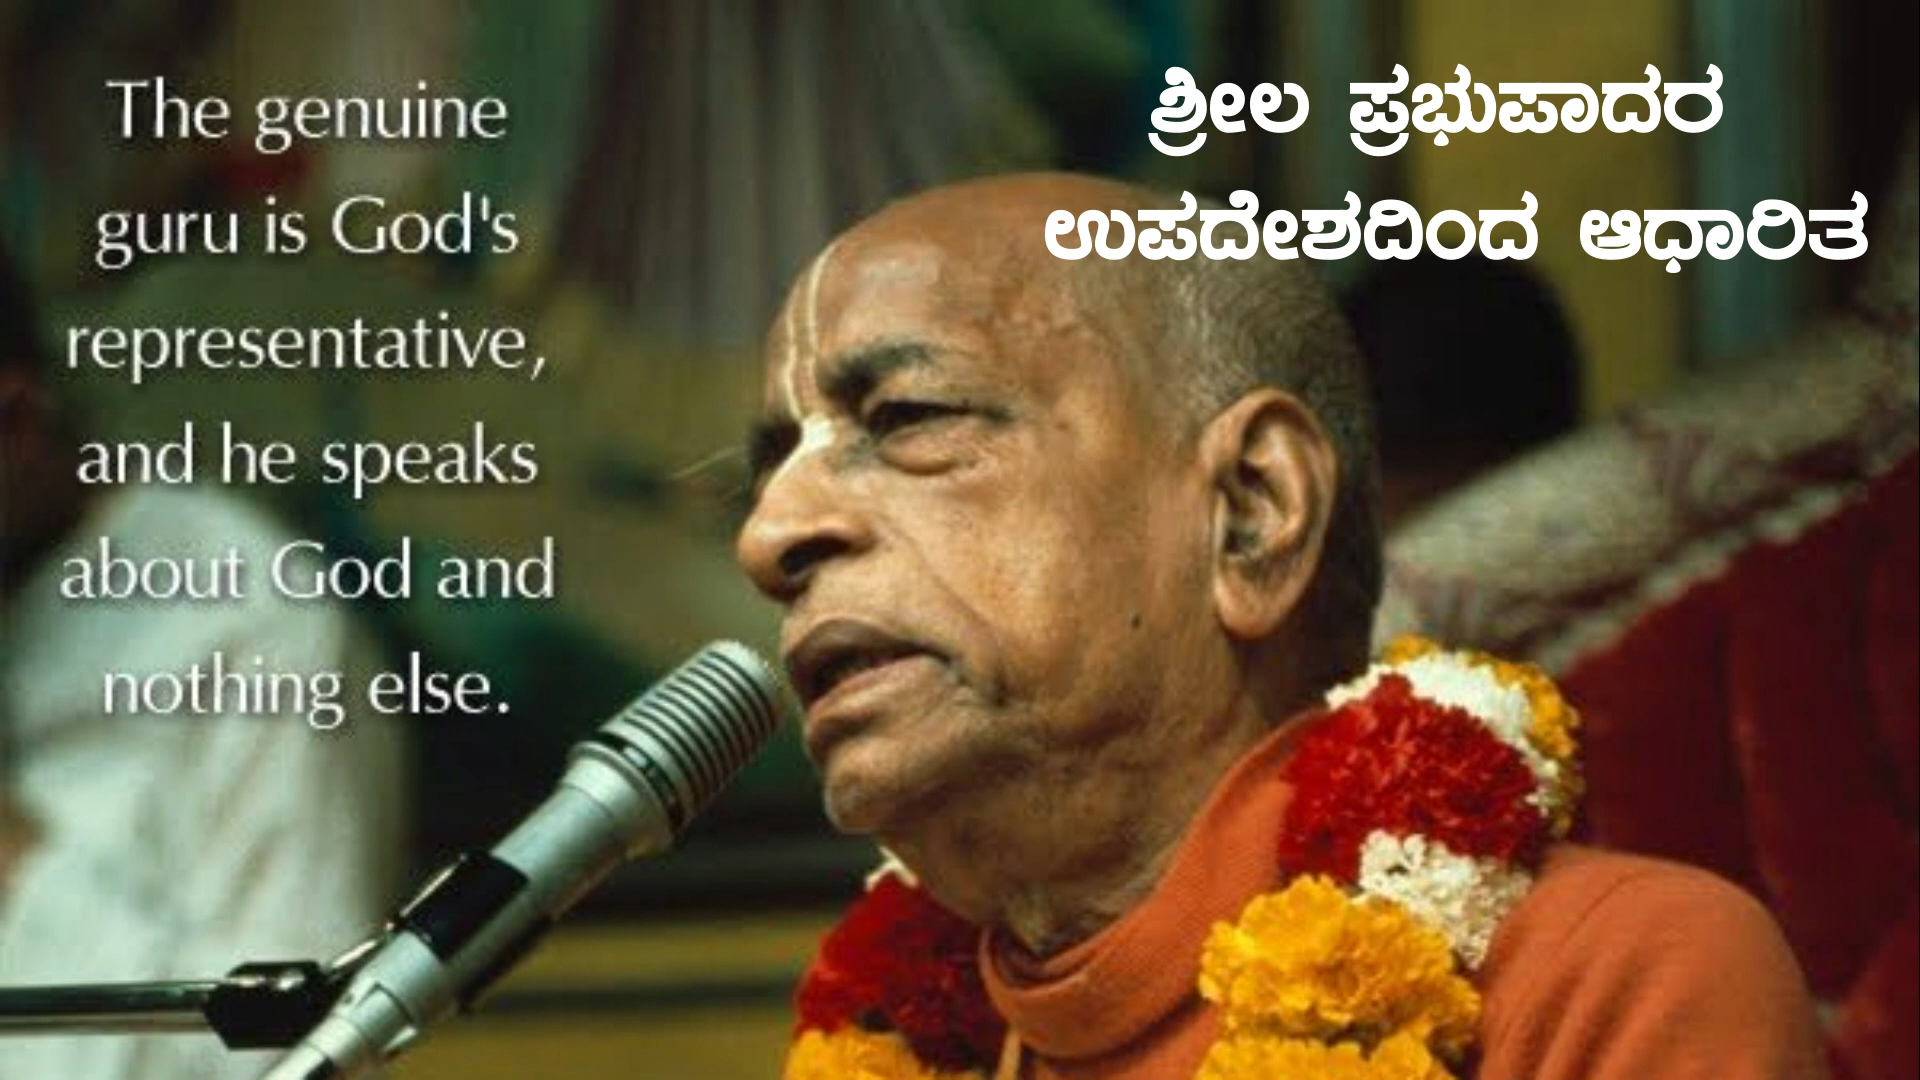 The genuine
guru is God's
representative,
and he speaks
about God and
nothing else.
ಶ್ರೀಲ ಪ್ರಭುಪಾದರ
ಉಪದೇಶದಿಂದ ಆಧಾರಿತ